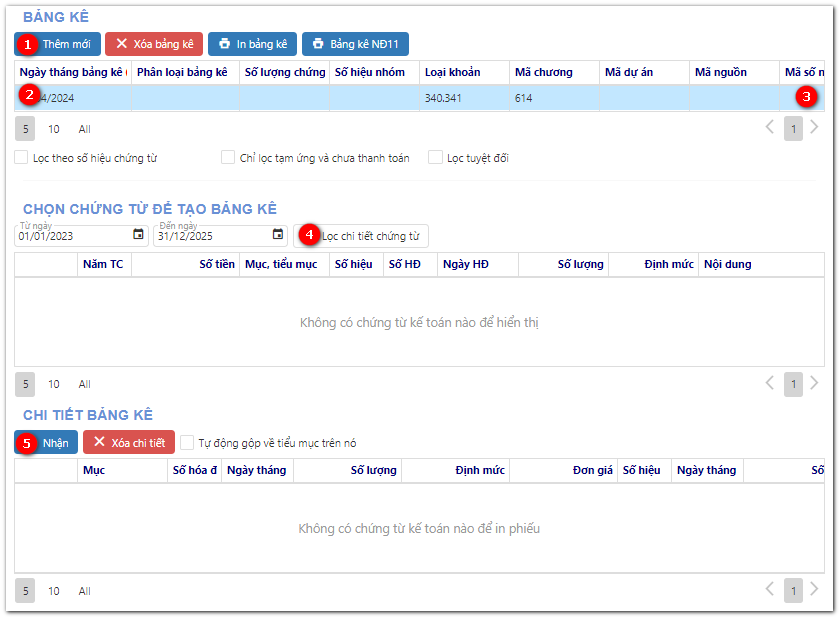 BẢNG KÊ
1 Thêm mới Xóa bảng kê In bảng kê Bảng kê NĐ11
Ngày tháng bảng kê ( Phân loại bảng kê Số lượng chứng Số hiệu nhóm Loại khoản Mã chương Mã dự án Mã nguồn Mã số n
2 4/2024 340.341 614 3
5 10 All 1
Lọc theo số hiệu chứng từ Chỉ lọc tạm ứng và chưa thanh toán Lọc tuyệt đối
CHỌN CHỨNG TỪ ĐỂ TẠO BẢNG KÊ
Từ ngày Đến ngày
01/01/2023 31/12/2025 4 Lọc chi tiết chứng từ
Năm TC Số tiền Mục, tiểu mục Số hiệu Số HĐ Ngày HĐ Số lượng Định mức Nội dung
Không có chứng từ kế toán nào để hiển thị
5 10 All 1
CHI TIẾT BẢNG KÊ
5 Nhận Xóa chi tiết Tự động gộp về tiểu mục trên nó
Mục Số hóa đ Ngày tháng Số lượng Định mức Đơn giá Số hiệu Ngày tháng Số
Không có chứng từ kế toán nào để in phiếu
5 10 All 1